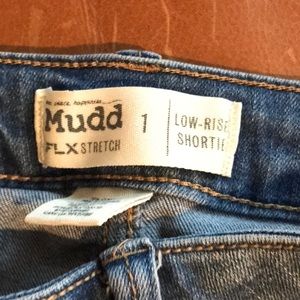 Mudd
FLX STRETCH
1
LOW-RISE
SHORTIE